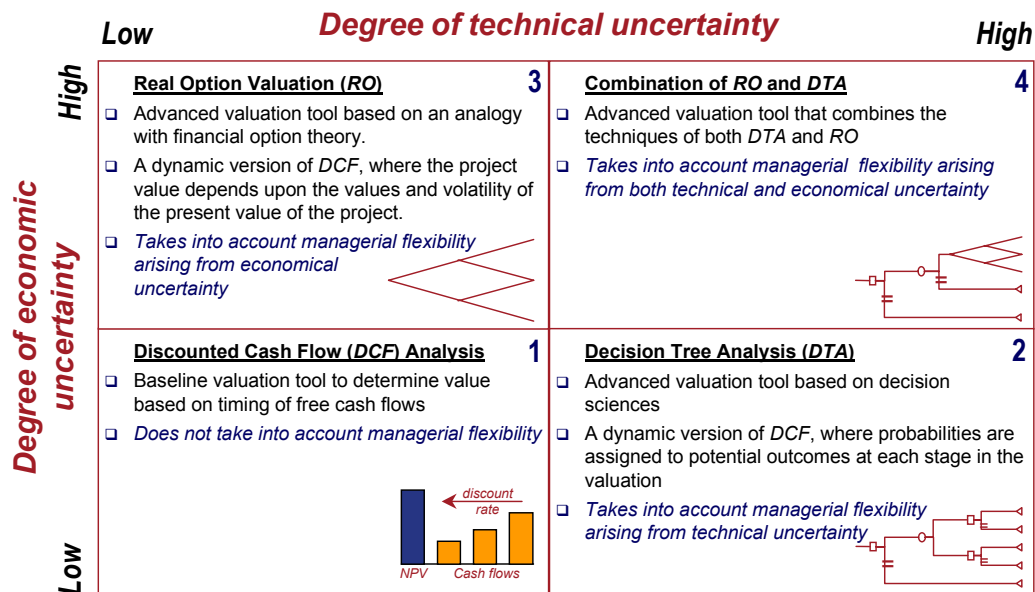 Degree of technical uncertainty
Low
High
Degree of economic
uncertainty
High
Low
Real Option Valuation (RO)
3
❑ Advanced valuation tool based on an analogy
with financial option theory.
❑ A dynamic version of DCF, where the project
value depends upon the values and volatility of
the present value of the project.
❑ Takes into account managerial flexibility
arising from economical
uncertainty
Combination of RO and DTA
4
❑ Advanced valuation tool that combines the
techniques of both DTA and RO
❑ Takes into account managerial flexibility arising
from both technical and economical uncertainty
Discounted Cash Flow (DCF) Analysis
1
❑ Baseline valuation tool to determine value
based on timing of free cash flows
❑ Does not take into account managerial flexibility
discount
rate
NPV
Cash flows
Decision Tree Analysis (DTA)
2
❑ Advanced valuation tool based on decision
sciences
❑ A dynamic version of DCF, where probabilities are
assigned to potential outcomes at each stage in the
valuation
❑ Takes into account managerial flexibility
arising from technical uncertainty